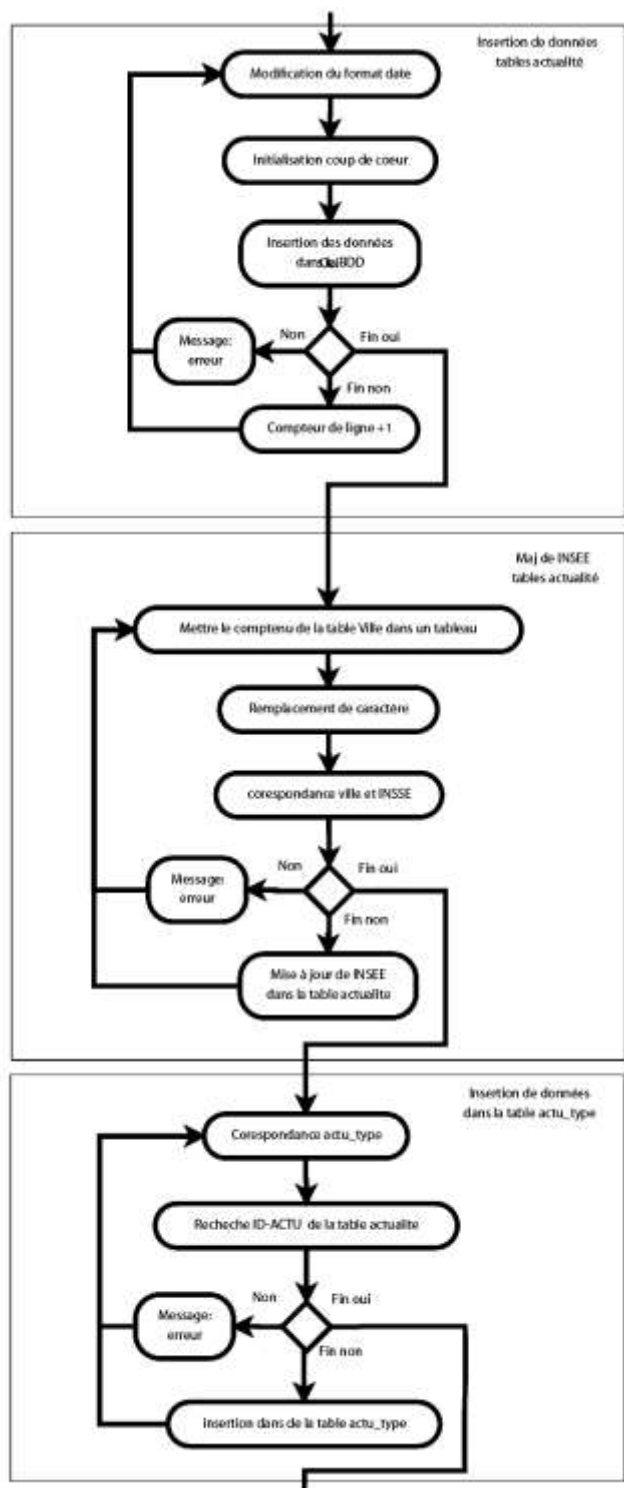 Insertion de données
tables actualité
Modification du format date
Initialisation coup de coeur
Insertion des données
BDD
Non
Fin oui
Message:
erreur
Fin non
Compteur de ligne +1
Maj de INSEE
tables actualité
Mettre le comptenu de la table Ville dans un tableau
Remplacement de caractère
corespondance ville et INSSE
Non
Fin oui
Message:
erreur
Fin non
Mise à jour de INSEE
dans la table actualite
Insertion de données
dans la table actu_type
Corespondance actu_type
Recheche ID-ACTU de la table actualite
Non
Fin oui
Message:
erreur
Fin non
insertion dans de la table actu_type